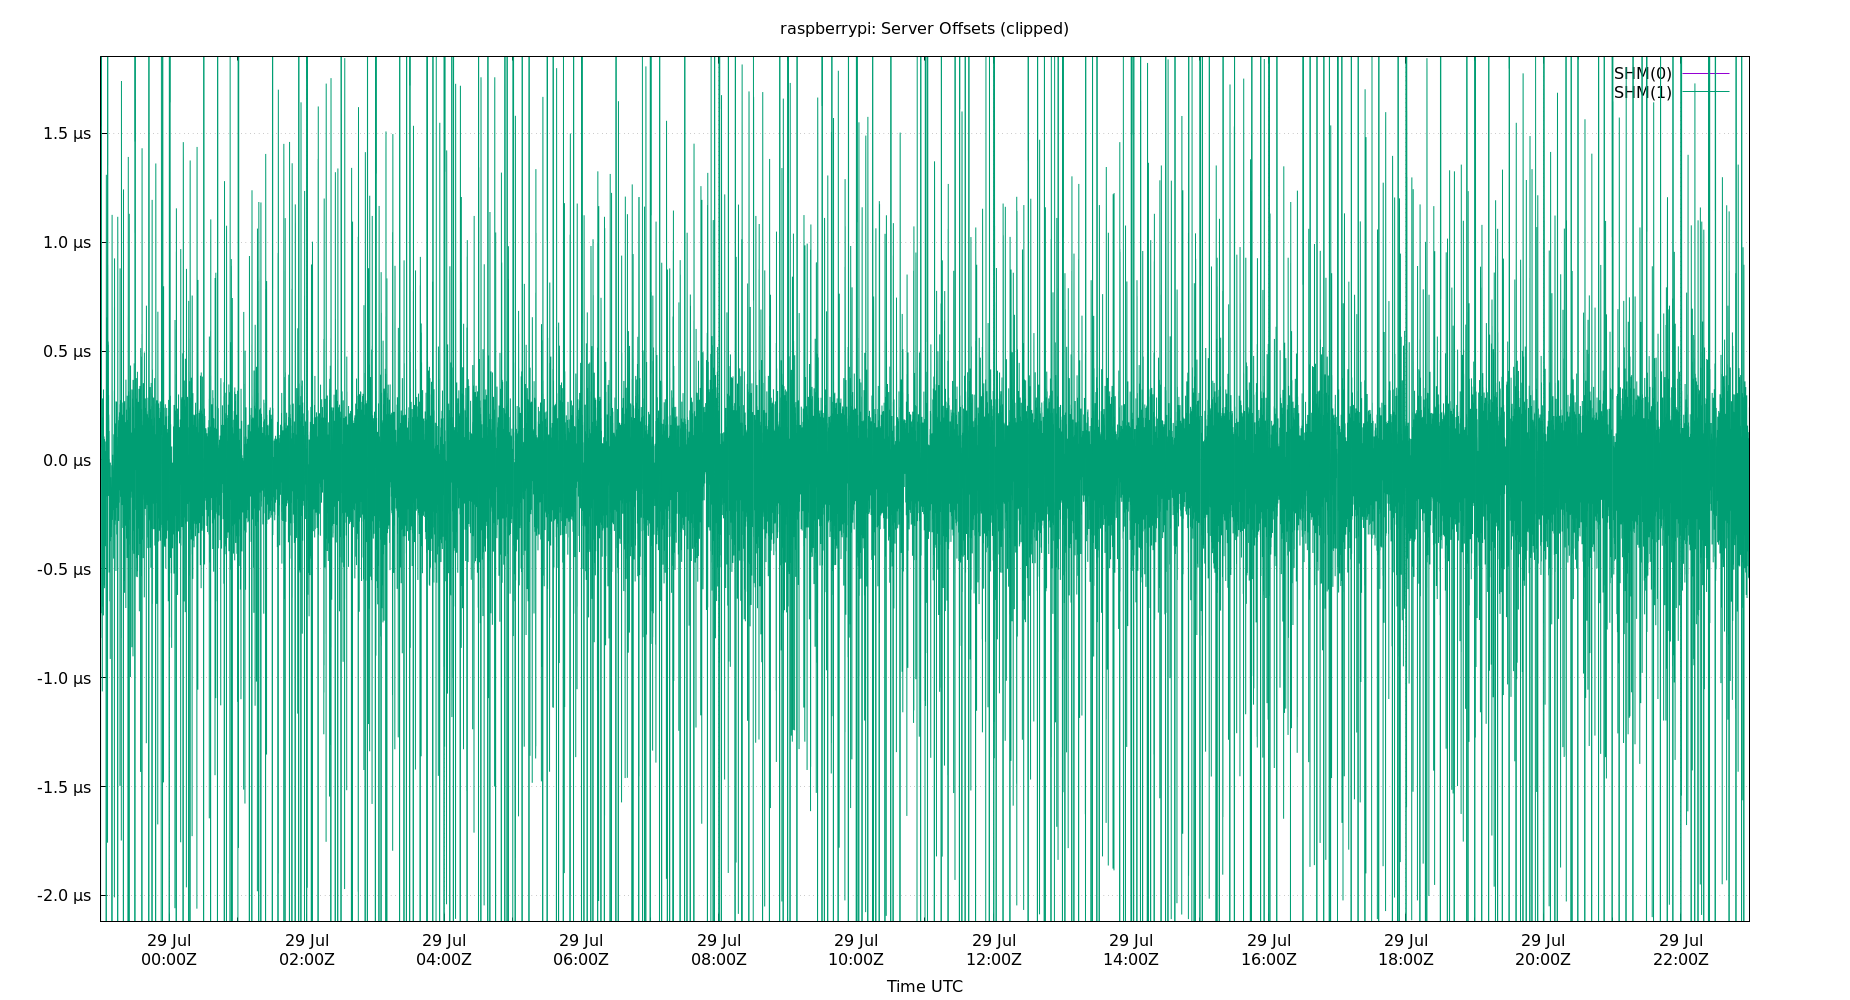 raspberrypi: Server Offsets (clipped)
SHM(0)
SHM(1)
1.5 µs
1.0 µs
0.5 µs
0.0 µs
-0.5 µs
-1.0 µs
-1.5 µs
-2.0 µs
29 Jul 29 Jul 29 Jul 29 Jul 29 Jul 29 Jul 29 Jul 29 Jul 29 Jul 29 Jul 29 Jul 29 Jul
00:00Z 02:00Z 04:00Z 06:00Z 08:00Z 10:00Z 12:00Z 14:00Z 16:00Z 18:00Z 20:00Z 22:00Z
Time UTC